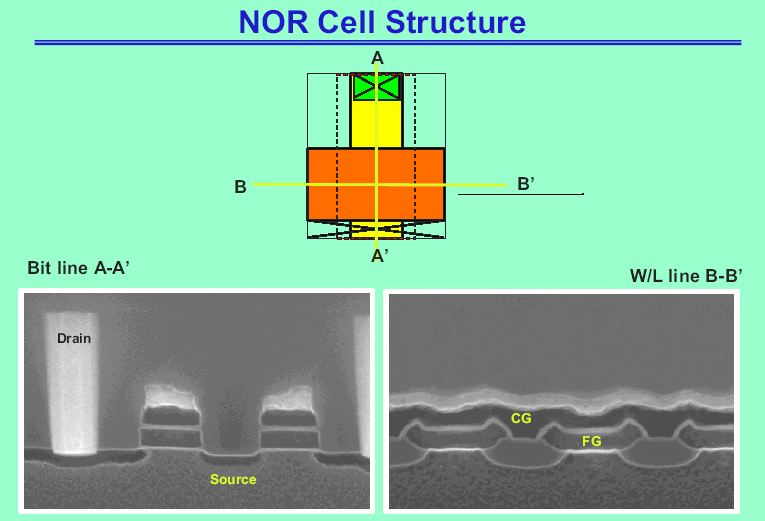 NOR Cell Structure
A
B
B’
A’
Bit line A-A’
W/L line B-B’
Drain
Source
CG
FG